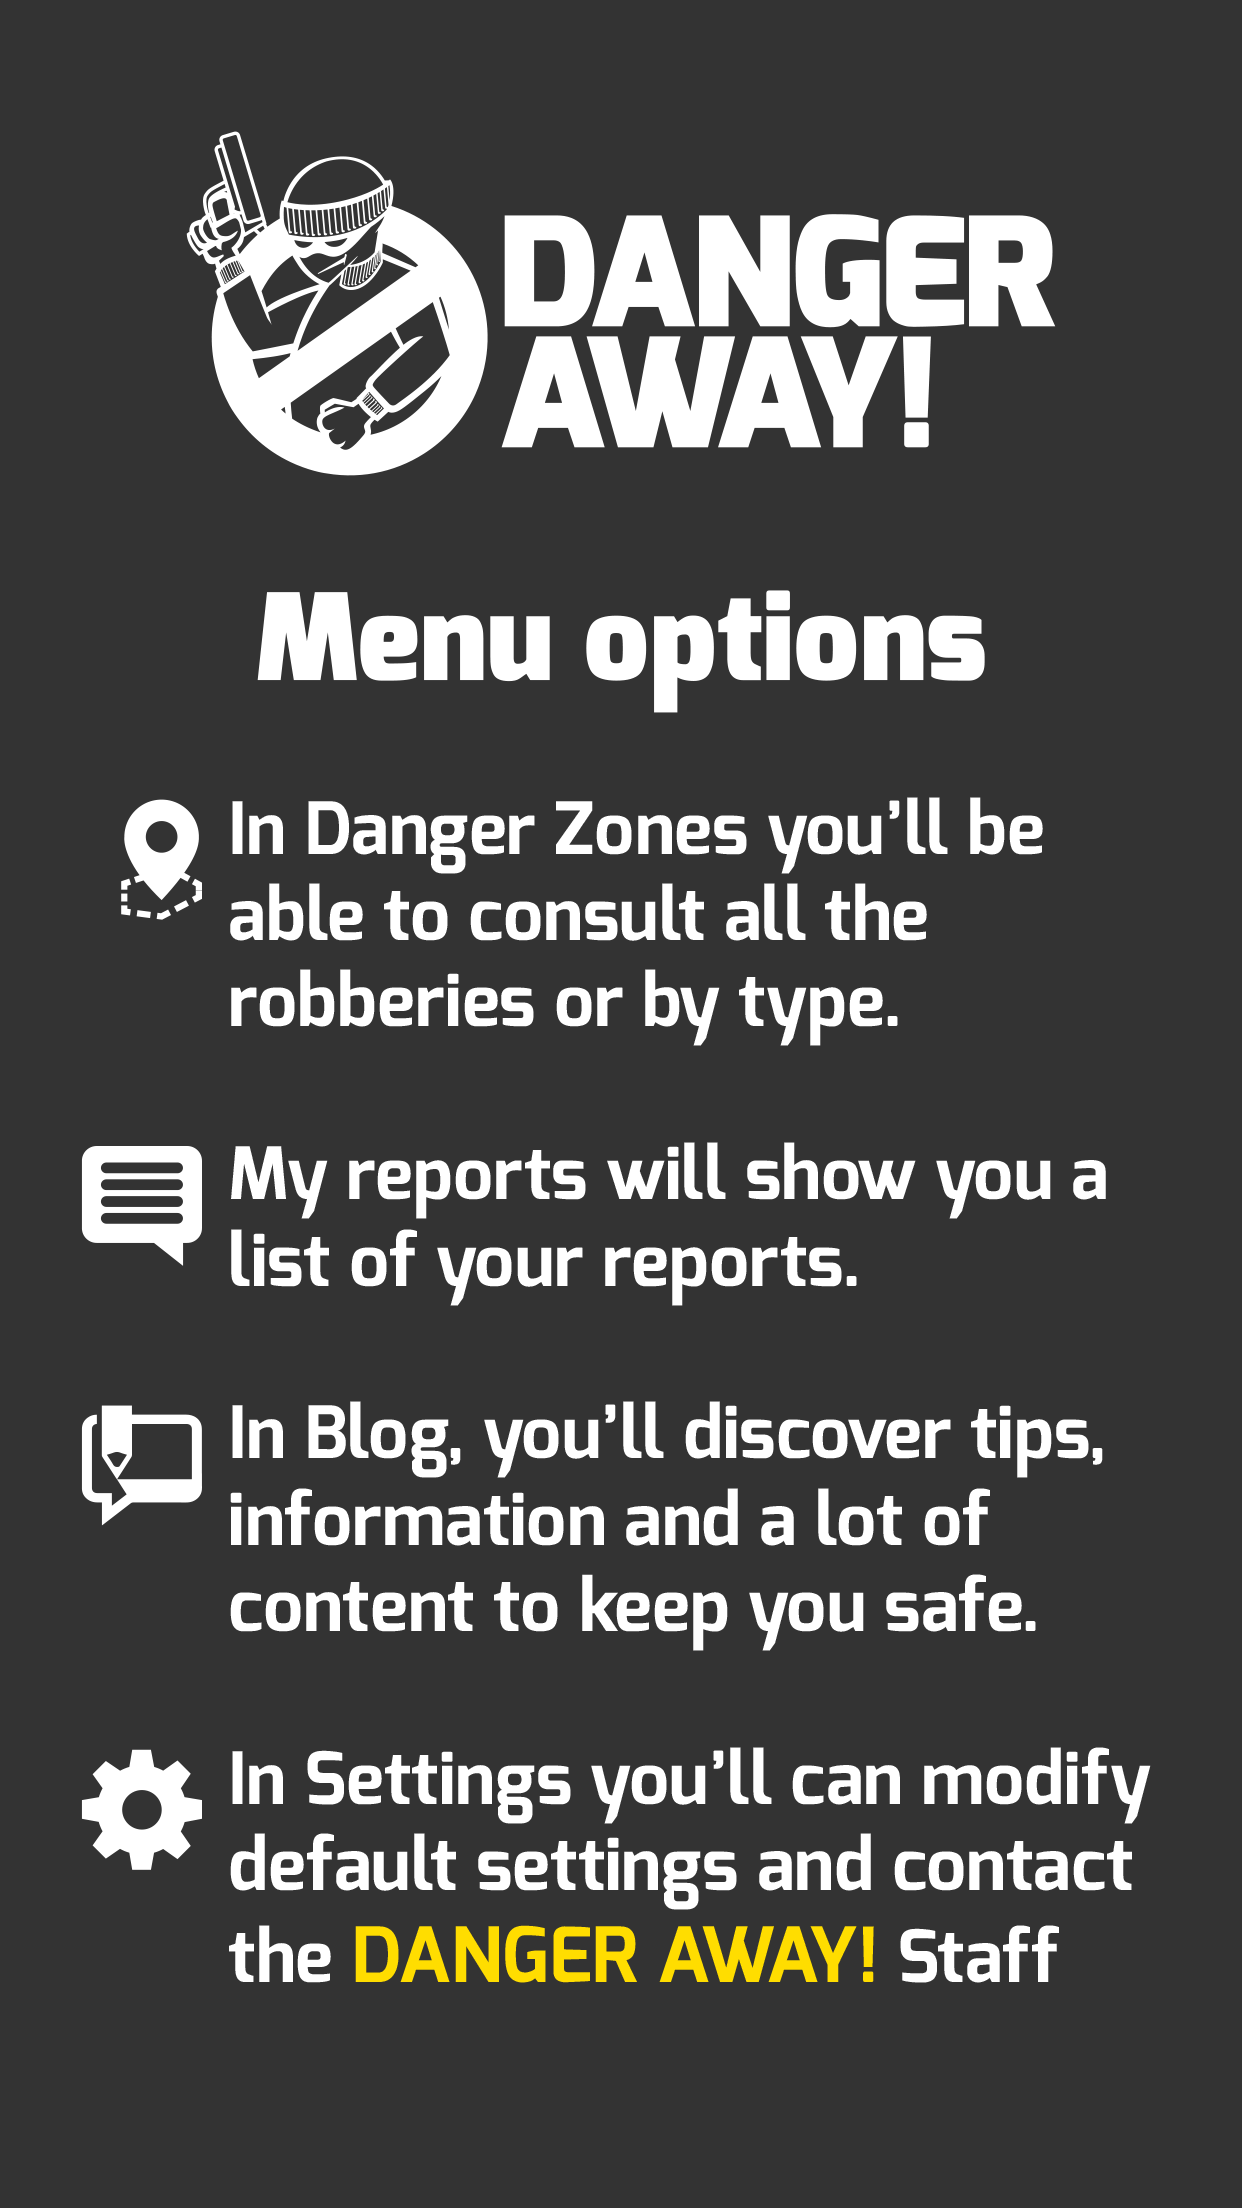 DANGER
AWAY!
Menu options
In Danger Zones you’ll be
able to consult all the
robberies or by type.
My reports will show you a
list of your reports.
In Blog, you’ll discover tips,
information and a lot of
content to keep you safe.
In Settings you’ll can modify
default settings and contact
the DANGER AWAY! Staff